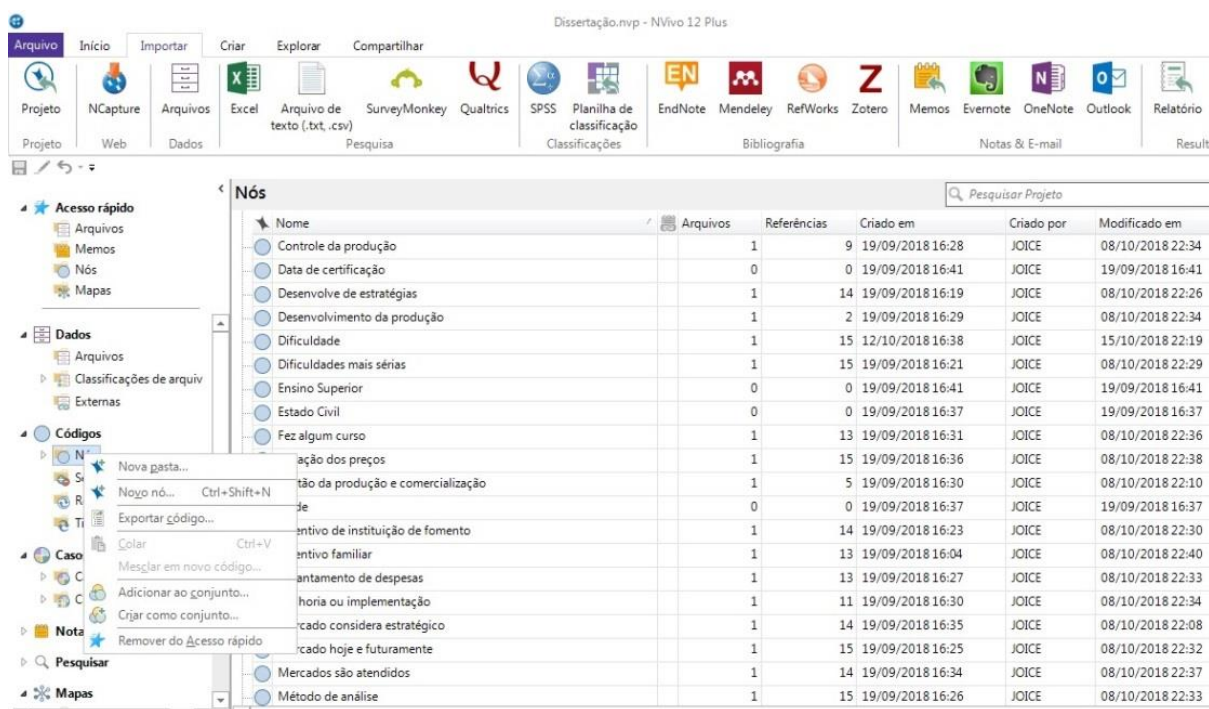 Dissertação.nvp - NVivo 12 Plus
Arquivo Início Importar Criar Explorar Compartilhar
Projeto NCapture Arquivos Excel Arquivo de texto (.txt, .csv) SurveyMonkey Qualtrics SPSS Planilha de classificação EndNote Mendeley RefWorks Zotero Memos Evernote OneNote Outlook Relatório
Projeto Web Dados Pesquisa Classificações Bibliografia Notas & E-mail Result
Acesso rápido
Arquivos
Memos
Nós
Mapas
Dados
Arquivos
Classificações de arquiv
Externas
Códigos
Nova pasta...
Novo nó... Ctrl+Shift+N
Exportar código...
Colar Ctrl+V
Mesclar em novo código...
Adicionar ao conjunto...
Criar como conjunto...
Remover do Acesso rápido
Caso
Nota
Pesquisar
Mapas
Nós Pesquisar Projeto
Nome Arquivos Referências Criado em Criado por Modificado em
Controle da produção 1 9 19/09/2018 16:28 JOICE 08/10/2018 22:34
Data de certificação 0 0 19/09/2018 16:41 JOICE 19/09/2018 16:41
Desenvolve de estratégias 1 14 19/09/2018 16:19 JOICE 08/10/2018 22:26
Desenvolvimento da produção 1 2 19/09/2018 16:29 JOICE 08/10/2018 22:34
Dificuldade 1 15 12/10/2018 16:38 JOICE 15/10/2018 22:19
Dificuldades mais sérias 1 15 19/09/2018 16:21 JOICE 08/10/2018 22:29
Ensino Superior 0 0 19/09/2018 16:41 JOICE 19/09/2018 16:41
Estado Civil 0 0 19/09/2018 16:37 JOICE 19/09/2018 16:37
Fez algum curso 1 13 19/09/2018 16:31 JOICE 08/10/2018 22:36
ação dos preços 1 15 19/09/2018 16:36 JOICE 08/10/2018 22:38
tão da produção e comercialização 1 5 19/09/2018 16:30 JOICE 08/10/2018 22:10
de 0 0 19/09/2018 16:37 JOICE 19/09/2018 16:37
entivo de instituição de fomento 1 14 19/09/2018 16:23 JOICE 08/10/2018 22:30
entivo familiar 1 13 19/09/2018 16:04 JOICE 08/10/2018 22:40
antamento de despesas 1 13 19/09/2018 16:27 JOICE 08/10/2018 22:33
horia ou implementação 1 11 19/09/2018 16:30 JOICE 08/10/2018 22:34
rcado considera estratégico 1 14 19/09/2018 16:35 JOICE 08/10/2018 22:08
rcado hoje e futuramente 1 15 19/09/2018 16:25 JOICE 08/10/2018 22:32
Mercados são atendidos 1 14 19/09/2018 16:34 JOICE 08/10/2018 22:37
Método de análise 1 15 19/09/2018 16:26 JOICE 08/10/2018 22:33